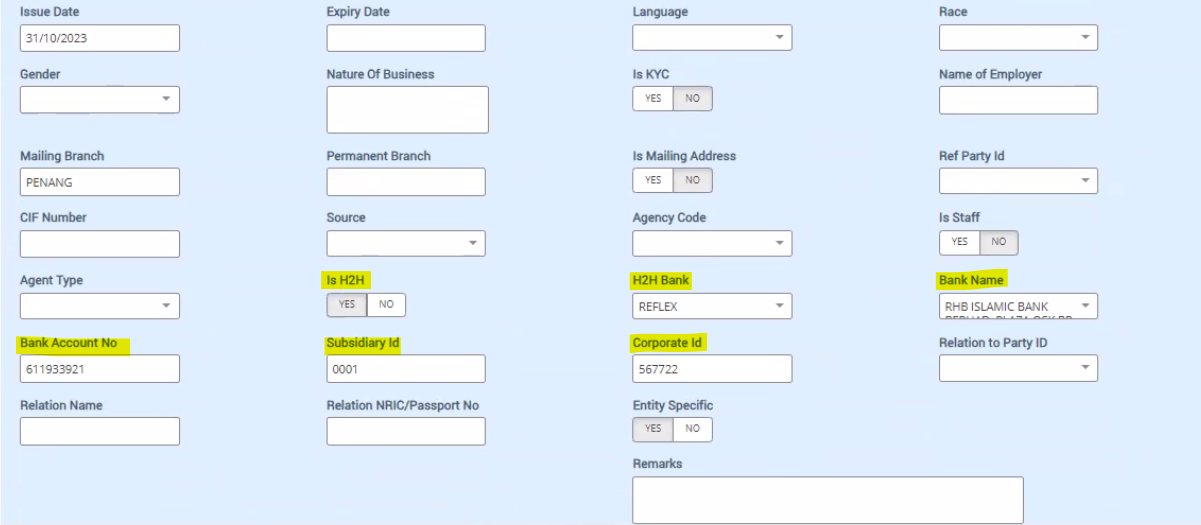 Issue Date
Expiry Date
Language
Race
31/10/2023
Gender
Nature Of Business
Is KYC
Name of Employer
YES NO
Mailing Branch
Permanent Branch
Is Mailing Address
Ref Party Id
PENANG
YES NO
CIF Number
Source
Agency Code
Is Staff
YES NO
Agent Type
Is H2H
H2H Bank
Bank Name
YES NO
REFLEX
RHB ISLAMIC BANK
Bank Account No
Subsidiary Id
Corporate Id
Relation to Party ID
611933921
0001
567722
Relation Name
Relation NRIC/Passport No
Entity Specific
YES NO
Remarks